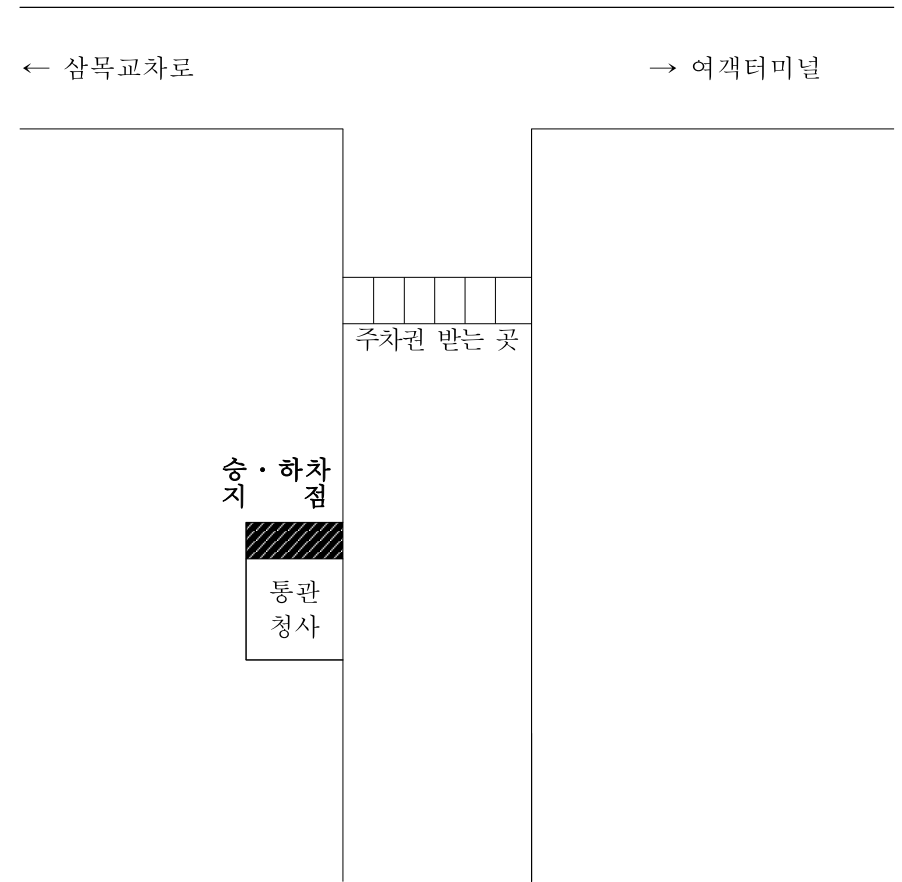 ← 삼목교차로
→ 여객터미널
주차권 받는 곳
승 · 하차
지 점
통관
청사